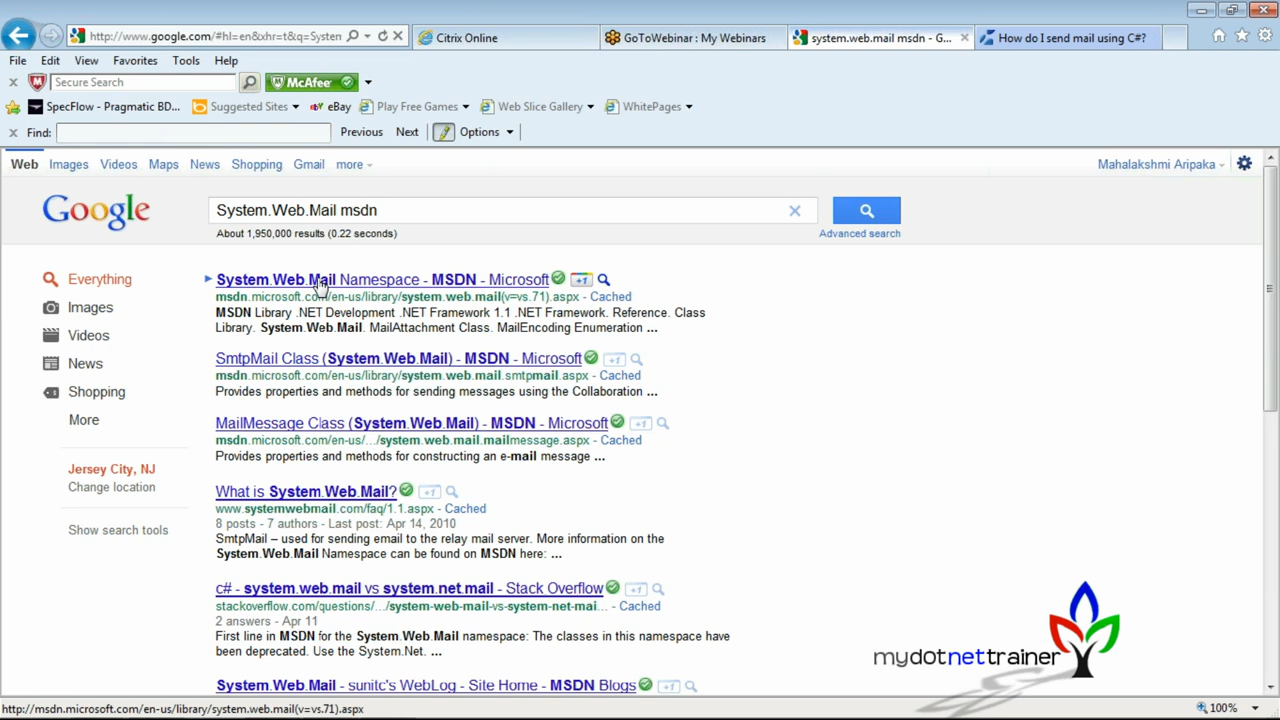 http://www.google.com/#hl=en&xhr=t&q=System
Citrix Online
GoToWebinar : My Webinars
system.web.mail msdn - G...
How do I send mail using C#?
File Edit View Favorites Tools Help
Secure Search
McAfee
SpecFlow - Pragmatic BD...
Suggested Sites
eBay
Play Free Games
Web Slice Gallery
WhitePages
Find:
Previous Next Options
Web Images Videos Maps News Shopping Gmail more
Mahalakshmi Aripaka
Google
System.Web.Mail msdn
About 1,950,000 results (0.22 seconds)
Advanced search
Everything
Images
Videos
News
Shopping
More
Jersey City, NJ
Change location
Show search tools
System.Web.Mail Namespace - MSDN - Microsoft +1
msdn.microsoft.com/en-us/library/system.web.mail(v=vs.71).aspx - Cached
MSDN Library .NET Development .NET Framework 1.1 .NET Framework. Reference. Class
Library. System.Web.Mail. MailAttachment Class. MailEncoding Enumeration ...
SmtpMail Class (System.Web.Mail) - MSDN - Microsoft +1
msdn.microsoft.com/en-us/library/system.web.mail.smtpmail.aspx - Cached
Provides properties and methods for sending messages using the Collaboration ...
MailMessage Class (System.Web.Mail) - MSDN - Microsoft +1
msdn.microsoft.com/en-us/.../system.web.mail.mailmessage.aspx - Cached
Provides properties and methods for constructing an e-mail message ...
What is System.Web.Mail? +1
www.systemwebmail.com/faq/1.1.aspx - Cached
8 posts - 7 authors - Last post: Apr 14, 2010
SmtpMail – used for sending email to the relay mail server. More information on the
System.Web.Mail Namespace can be found on MSDN here: ...
c# - system.web.mail vs system.net.mail - Stack Overflow +1
stackoverflow.com/questions/.../system-web-mail-vs-system-net-mai... - Cached
2 answers - Apr 11
First line in MSDN for the System.Web.Mail namespace: The classes in this namespace have
been deprecated. Use the System.Net. ...
System.Web.Mail - sunitc's WebLog - Site Home - MSDN Blogs +1
mydotnettrainer
http://msdn.microsoft.com/en-us/library/system.web.mail(v=vs.71).aspx
100%